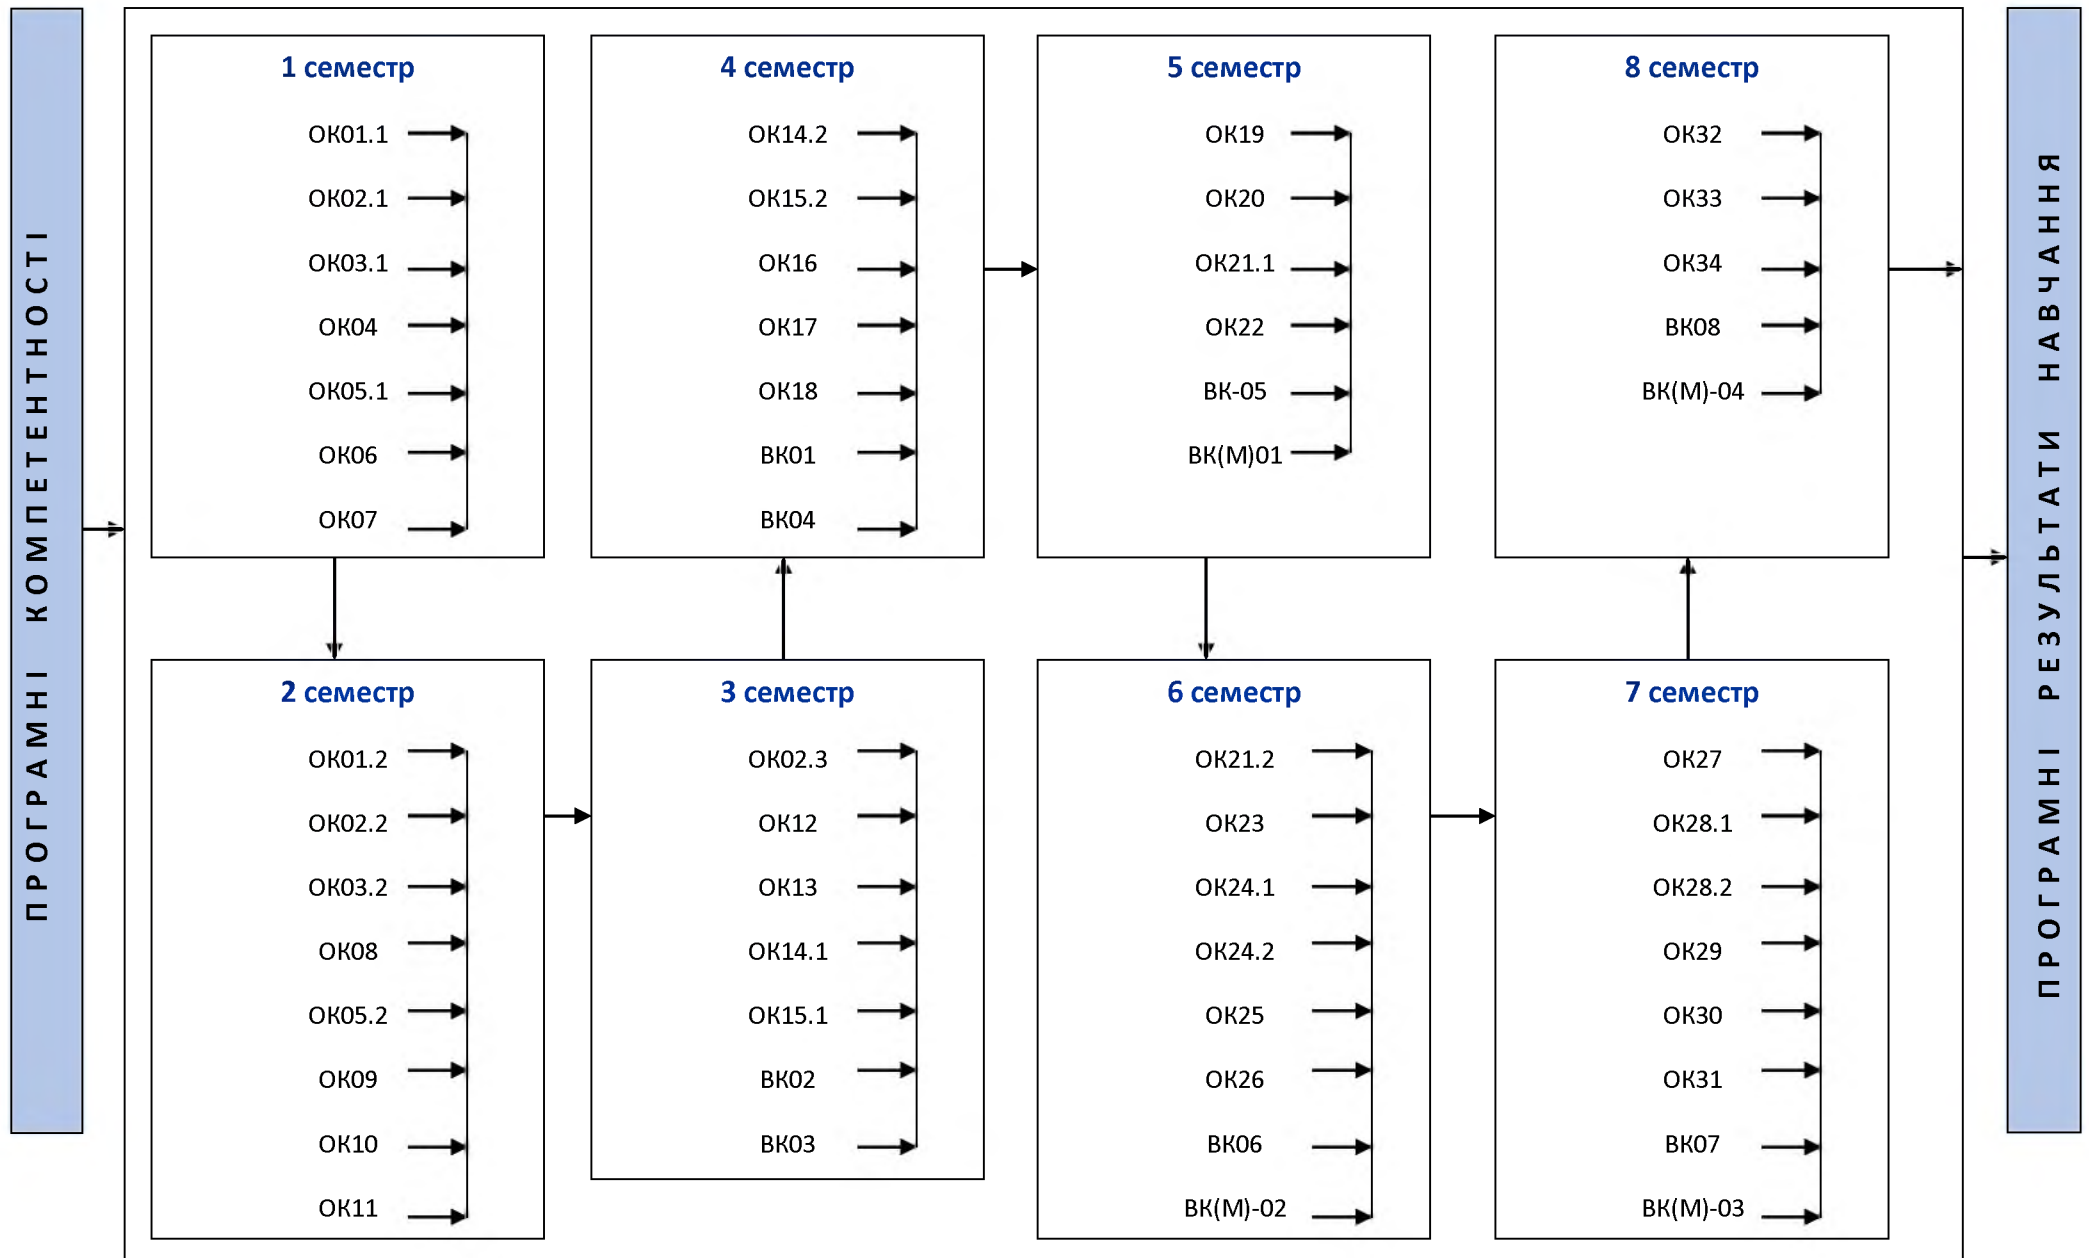 ПРОГРАМНІ КОМПЕТЕНТНОСТІ
1 семестр
ОК01.1
ОК02.1
ОК03.1
ОК04
ОК05.1
ОК06
ОК07
2 семестр
ОК01.2
ОК02.2
ОК03.2
ОК08
ОК05.2
ОК09
ОК10
ОК11
3 семестр
ОК02.3
ОК12
ОК13
ОК14.1
ОК15.1
ВК02
ВК03
4 семестр
ОК14.2
ОК15.2
ОК16
ОК17
ОК18
ВК01
ВК04
5 семестр
ОК19
ОК20
ОК21.1
ОК22
ВК-05
ВК(М)01
6 семестр
ОК21.2
ОК23
ОК24.1
ОК24.2
ОК25
ОК26
ВК06
ВК(М)-02
7 семестр
ОК27
ОК28.1
ОК28.2
ОК29
ОК30
ОК31
ВК07
ВК(М)-03
8 семестр
ОК32
ОК33
ОК34
ВК08
ВК(М)-04
ПРОГРАМНІ РЕЗУЛЬТАТИ НАВЧАННЯ